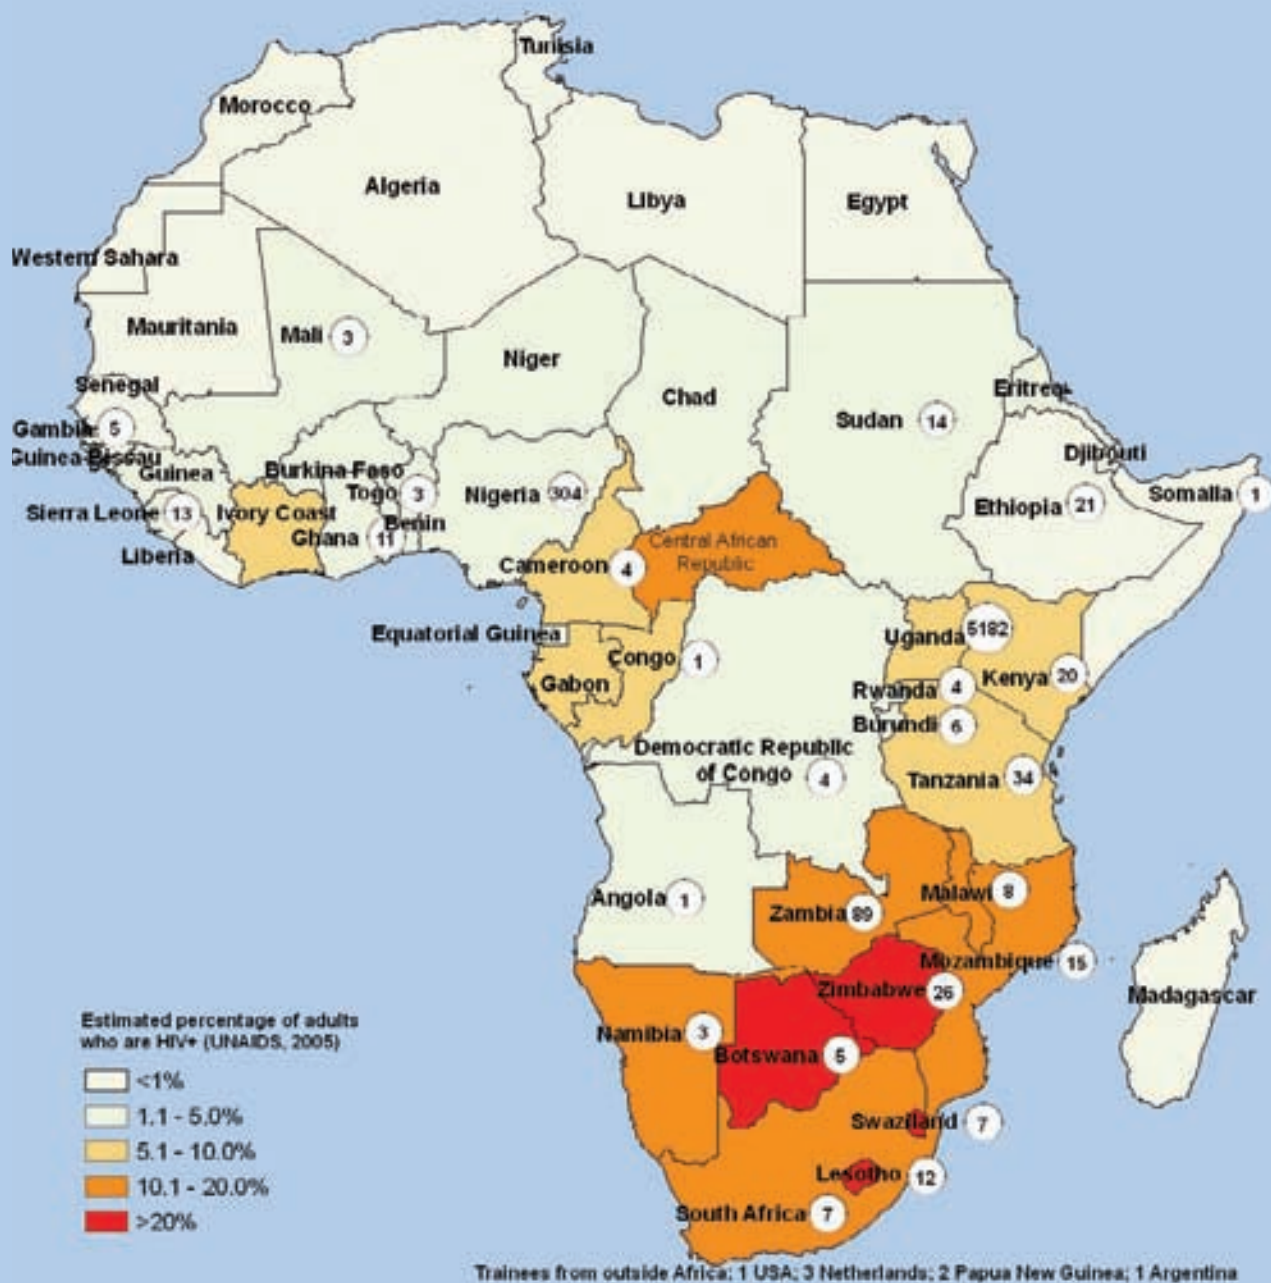 Tunisia
Morocco
Algeria
Libya
Egypt
Western Sahara
Mauritania
Mali 3
Niger
Chad
Sudan 14
Eritrea
Senegal
Gambia 5
Guinea-Bissau
Guinea
Burkina Faso
Togo 3
Nigeria 304
Djibouti
Ethiopia 21
Somalia 1
Sierra Leone 13
Ivory Coast
Ghana 11
Benin
Liberia
Cameroon 4
Central African
Republic
Equatorial Guinea
Uganda 5182
Congo 1
Gabon
Kenya 20
Rwanda 4
Burundi 6
Democratic Republic
of Congo 4
Tanzania 34
Angola 1
Zambia 89
Malawi 8
Mozambique 15
Zimbabwe 26
Madagascar
Namibia 3
Botswana 5
Swaziland 7
Lesotho 12
South Africa 7
Estimated percentage of adults
who are HIV+ (UNAIDS, 2005)
<1%
1.1 - 5.0%
5.1 - 10.0%
10.1 - 20.0%
>20%
Trainees from outside Africa; 1 USA; 3 Netherlands; 2 Papua New Guinea; 1 Argentina